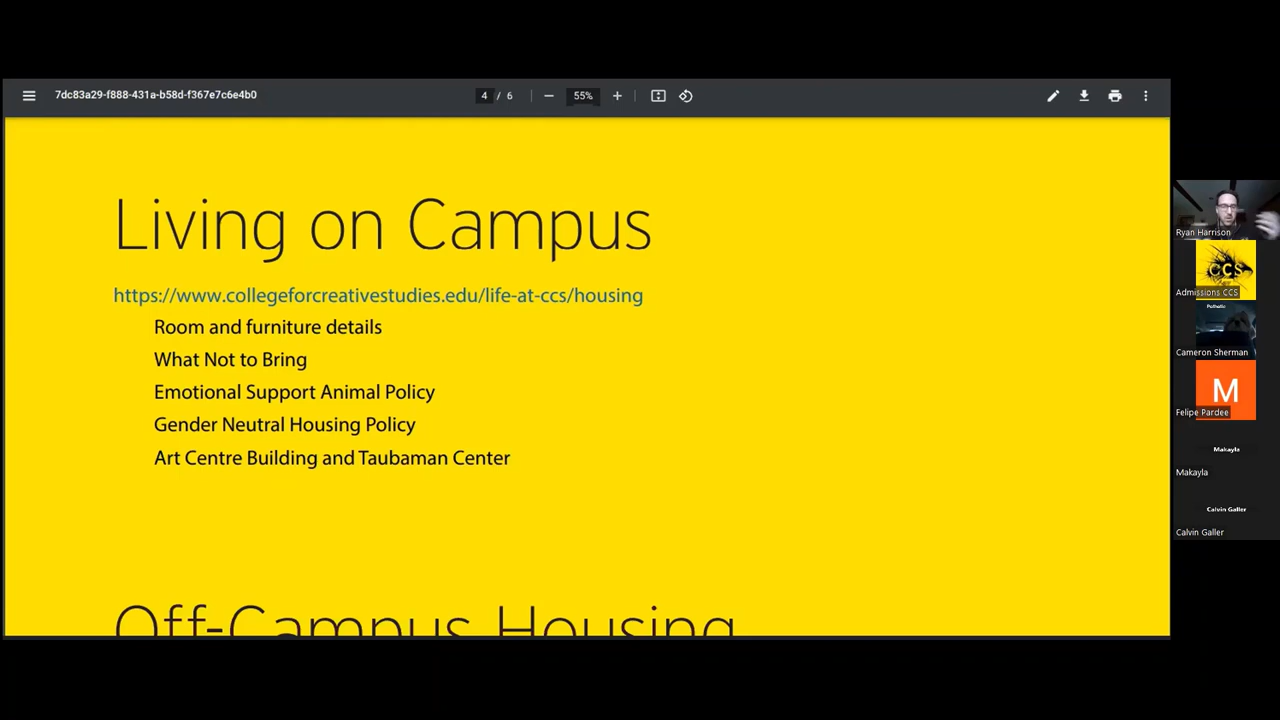 7dc83a29-f888-431a-b58d-f367e7c6e4b0
4 / 6
55%
Living on Campus
https://www.collegeforcreativestudies.edu/life-at-ccs/housing
Room and furniture details
What Not to Bring
Emotional Support Animal Policy
Gender Neutral Housing Policy
Art Centre Building and Taubaman Center
Off-Campus Housing
Ryan Harrison
CCS
Admissions CCS
Cameron Sherman
M
Felipe Pardee
Makayla
Makayla
Calvin Galler
Calvin Galler